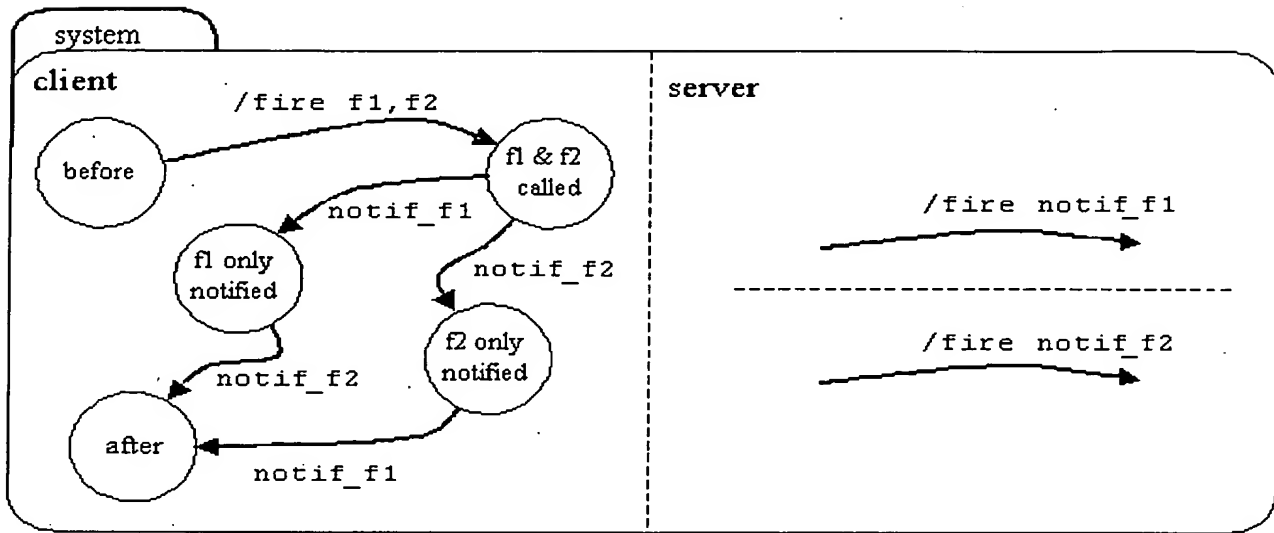 system
client
/fire f1,f2
before
f1 & f2
called
notif_f1
f1 only
notified
notif_f2
f2 only
notified
notif_f2
after
notif_f1
server
/fire notif_f1
/fire notif_f2